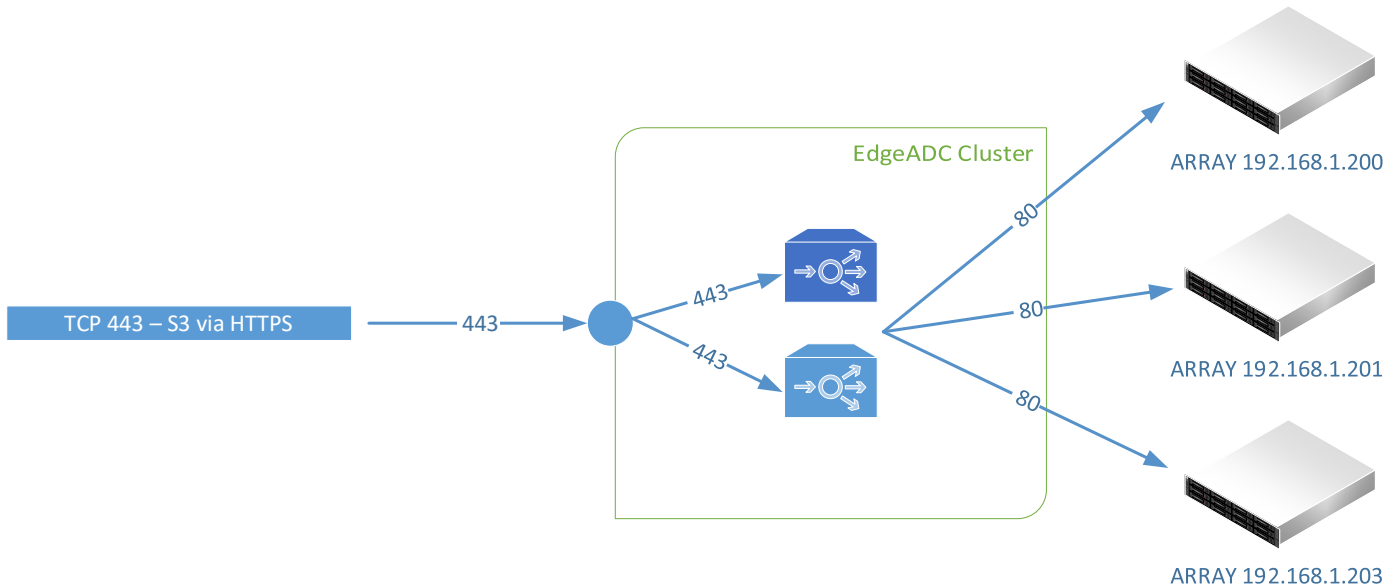 EdgeADC Cluster
TCP 443 – S3 via HTTPS
443
443
443
80
80
80
ARRAY 192.168.1.200
ARRAY 192.168.1.201
ARRAY 192.168.1.203